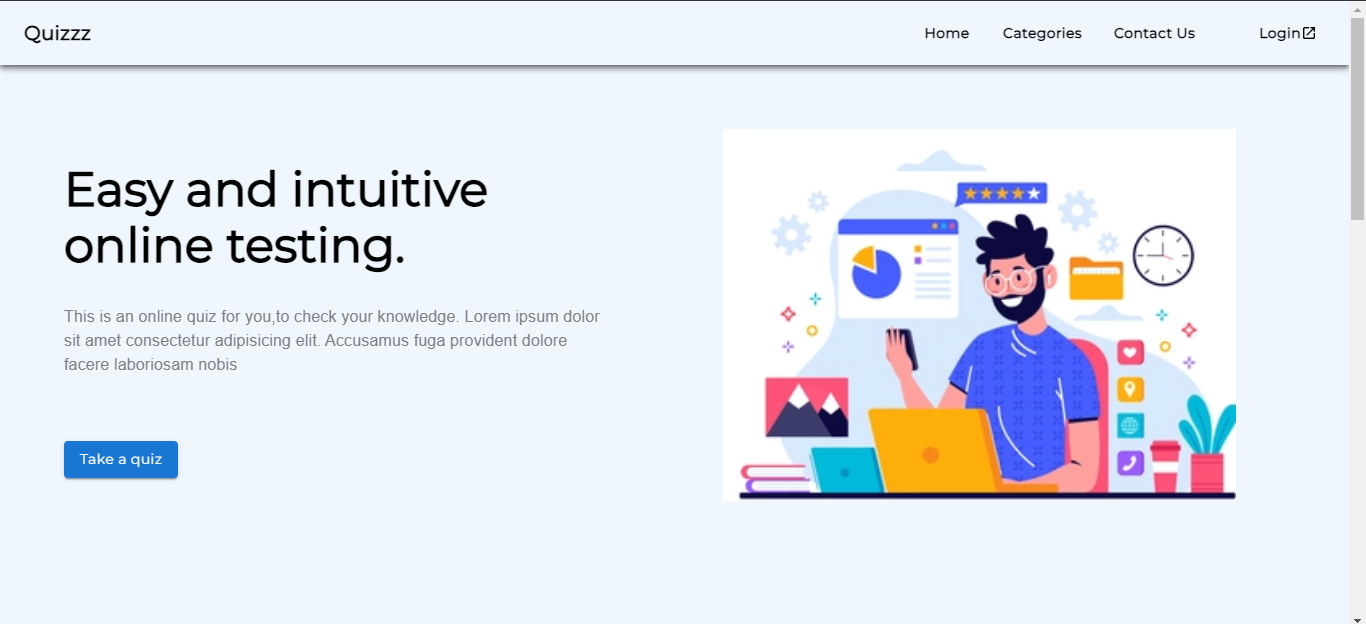 Quizzz
Home
Categories
Contact Us
Login
Easy and intuitive
online testing.
This is an online quiz for you,to check your knowledge. Lorem ipsum dolor
sit amet consectetur adipisicing elit. Accusamus fuga provident dolore
facere laboriosam nobis
Take a quiz